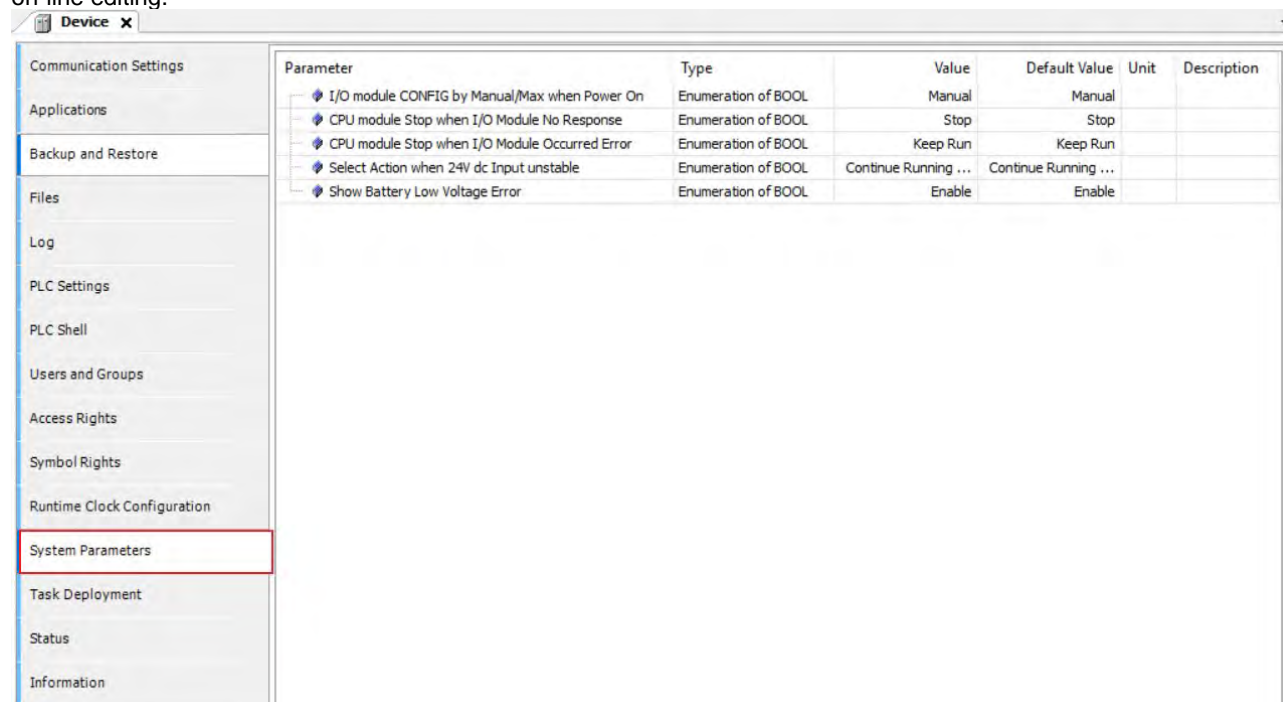 on-line editing.
Device
Communication Settings
Applications
Backup and Restore
Files
Log
PLC Settings
PLC Shell
Users and Groups
Access Rights
Symbol Rights
Runtime Clock Configuration
System Parameters
Task Deployment
Status
Information
Parameter Type Value Default Value Unit Description
I/O module CONFIG by Manual/Max when Power On Enumeration of BOOL Manual Manual
CPU module Stop when I/O Module No Response Enumeration of BOOL Stop Stop
CPU module Stop when I/O Module Occurred Error Enumeration of BOOL Keep Run Keep Run
Select Action when 24V dc Input unstable Enumeration of BOOL Continue Running ... Continue Running ...
Show Battery Low Voltage Error Enumeration of BOOL Enable Enable